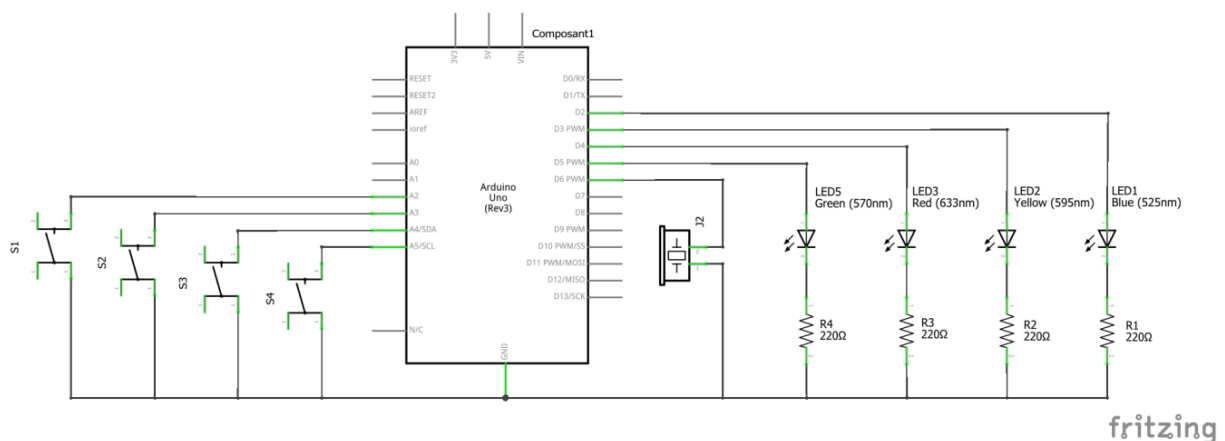 Composant1
3V3
5V
VIN
RESET
RESET2
AREF
ioref
A0
A1
A2
A3
A4/SDA
A5/SCL
N/C
Arduino
Uno
(Rev3)
GND
D0/RX
D1/TX
D2
D3 PWM
D4
D5 PWM
D6 PWM
D7
D8
D9 PWM
D10 PWM/SS
D11 PWM/MOSI
D12/MISO
D13/SCK
S1
S2
S3
S4
J2
LED5
Green (570nm)
LED3
Red (633nm)
LED2
Yellow (595nm)
LED1
Blue (525nm)
R4
220Ω
R3
220Ω
R2
220Ω
R1
220Ω
fritzing